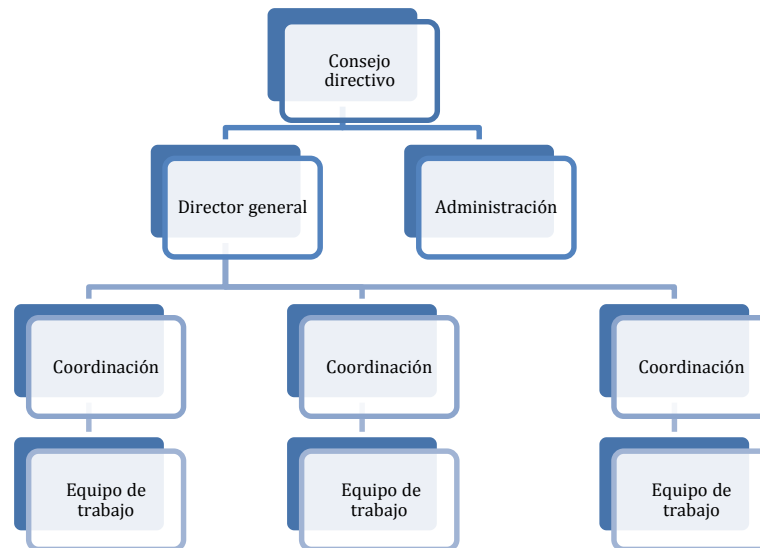 Consejo
directivo
Director general
Administración
Coordinación
Coordinación
Coordinación
Equipo de
trabajo
Equipo de
trabajo
Equipo de
trabajo